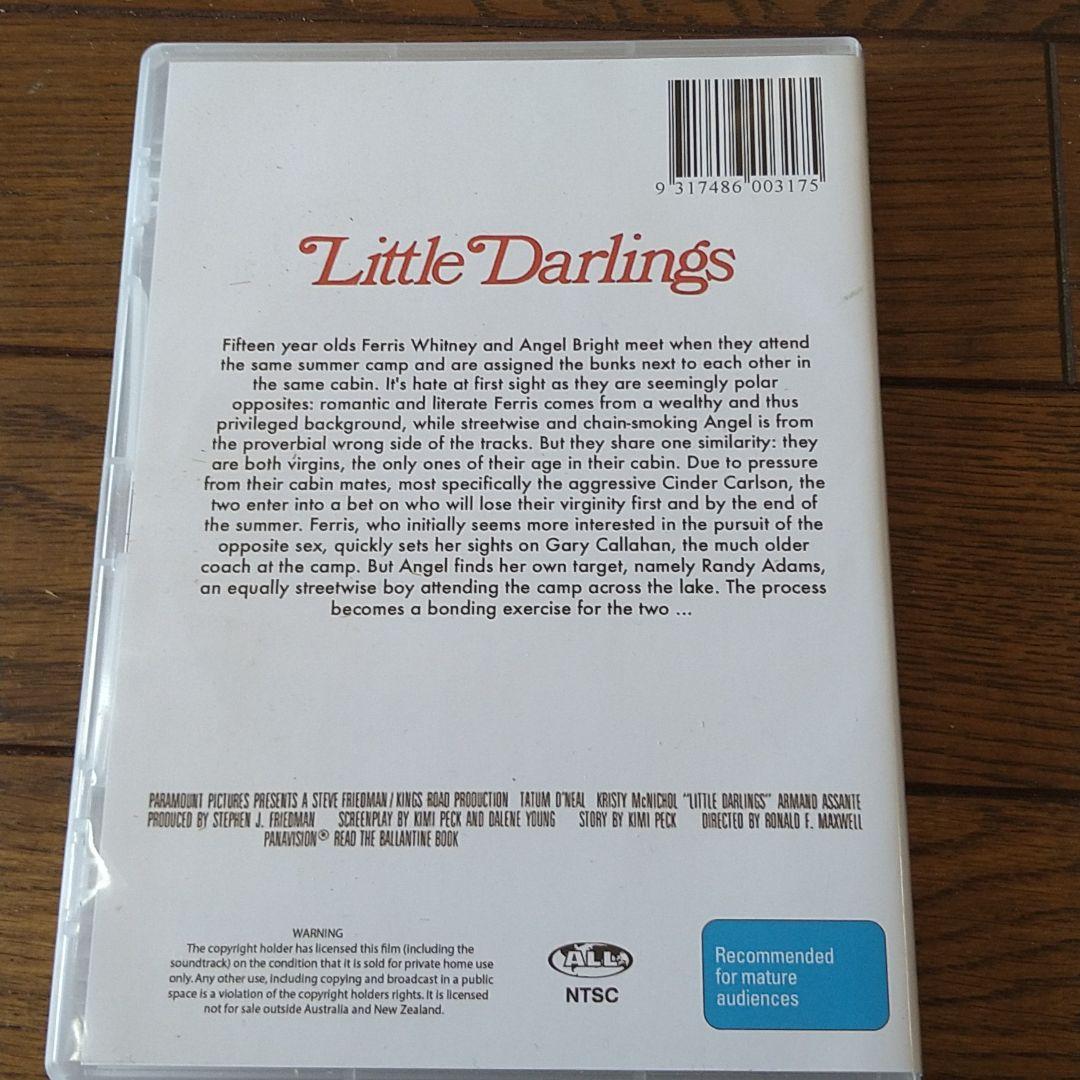 9 317486 003175
Little Darlings
Fifteen year olds Ferris Whitney and Angel Bright meet when they attend
the same summer camp and are assigned the bunks next to each other in
the same cabin. It's hate at first sight as they are seemingly polar
opposites: romantic and literate Ferris comes from a wealthy and thus
privileged background, while streetwise and chain-smoking Angel is from
the proverbial wrong side of the tracks. But they share one similarity: they
are both virgins, the only ones of their age in their cabin. Due to pressure
from their cabin mates, most specifically the aggressive Cinder Carlson, the
two enter into a bet on who will lose their virginity first and by the end of
the summer. Ferris, who initially seems more interested in the pursuit of the
opposite sex, quickly sets her sights on Gary Callahan, the much older
coach at the camp. But Angel finds her own target, namely Randy Adams,
an equally streetwise boy attending the camp across the lake. The process
becomes a bonding exercise for the two ...
PARAMOUNT PICTURES PRESENTS A STEVE FRIEDMAN / KINGS ROAD PRODUCTION TATUM O'NEAL KRISTY McNICHOL "LITTLE DARLINGS" ARMAND ASSANTE
PRODUCED BY STEPHEN J. FRIEDMAN SCREENPLAY BY KIMI PECK AND DALENE YOUNG STORY BY KIMI PECK DIRECTED BY RONALD F. MAXWELL
PANAVISION® READ THE BALLANTINE BOOK
WARNING
The copyright holder has licensed this film (including the
soundtrack) on the condition that it is sold for private home use
only. Any other use, including copying and broadcast in a public
space is a violation of the copyright holders rights. It is licensed
not for sale outside Australia and New Zealand.
ALL
NTSC
Recommended
for mature
audiences